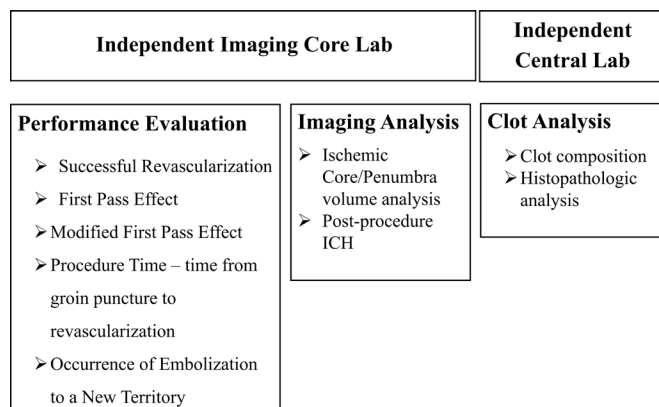 Independent Imaging Core Lab
Independent
Central Lab
Performance Evaluation
➢ Successful Revascularization
➢ First Pass Effect
➢ Modified First Pass Effect
➢ Procedure Time – time from
groin puncture to
revascularization
➢ Occurrence of Embolization
to a New Territory
Imaging Analysis
➢ Ischemic
Core/Penumbra
volume analysis
➢ Post-procedure
ICH
Clot Analysis
➢ Clot composition
➢ Histopathologic
analysis